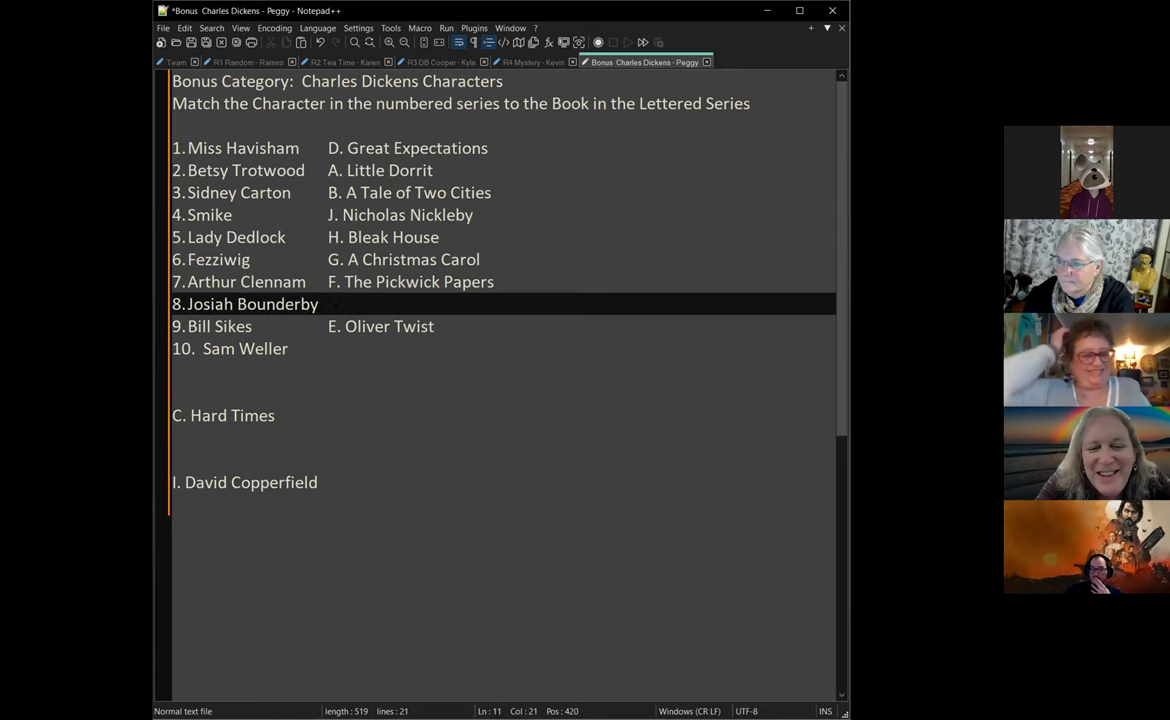 *Bonus  Charles Dickens - Peggy - Notepad++
File Edit Search View Encoding Language Settings Tools Macro Run Plugins Window ?
Team R1 Random - Ramiro R2 Tea Time - Karen R3 DB Cooper - Kyle R4 Mystery - Kevin Bonus  Charles Dickens - Peggy
Bonus Category:  Charles Dickens Characters
Match the Character in the numbered series to the Book in the Lettered Series
1. Miss Havisham D. Great Expectations
2. Betsy Trotwood A. Little Dorrit
3. Sidney Carton B. A Tale of Two Cities
4. Smike J. Nicholas Nickleby
5. Lady Dedlock H. Bleak House
6. Fezziwig G. A Christmas Carol
7. Arthur Clennam F. The Pickwick Papers
8. Josiah Bounderby
9. Bill Sikes E. Oliver Twist
10. Sam Weller
C. Hard Times
I. David Copperfield
Normal text file length : 519 lines : 21 Ln : 11 Col : 21 Pos : 420 Windows (CR LF) UTF-8 INS